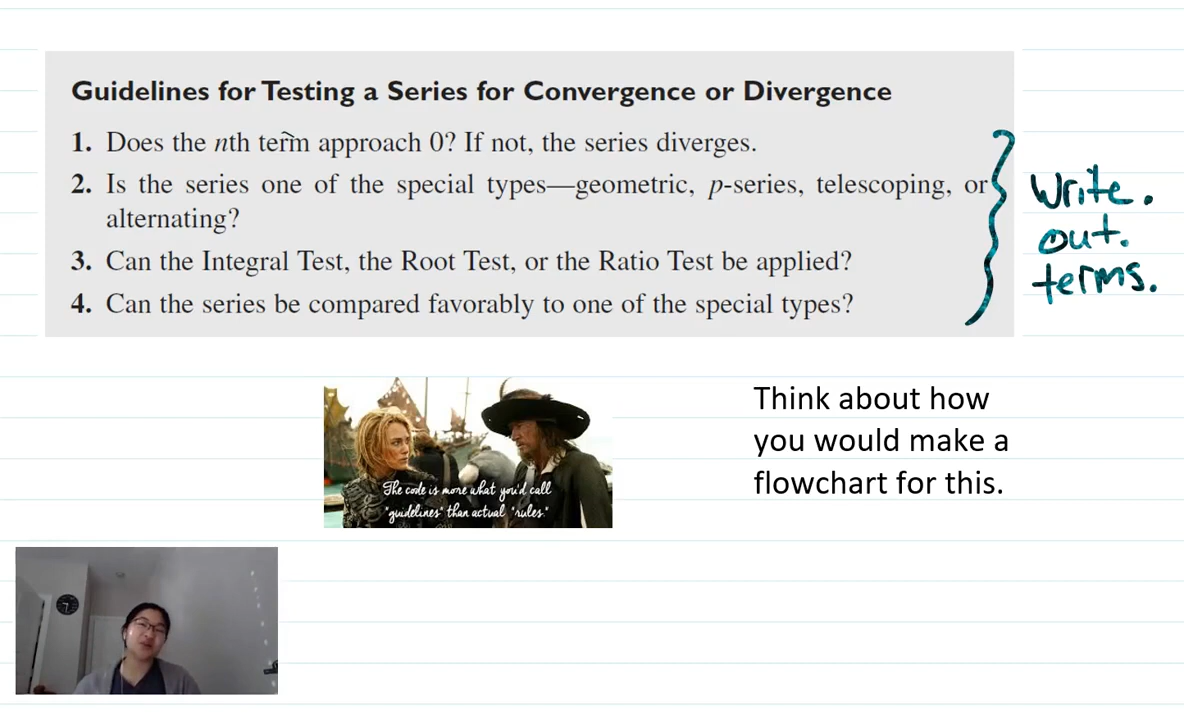 Guidelines for Testing a Series for Convergence or Divergence
1. Does the nth term approach 0? If not, the series diverges.
2. Is the series one of the special types—geometric, p-series, telescoping, or
alternating?
3. Can the Integral Test, the Root Test, or the Ratio Test be applied?
4. Can the series be compared favorably to one of the special types?
Write.
out.
terms.
Think about how
you would make a
flowchart for this.
The code is more what you'd call
"guidelines" than actual "rules."